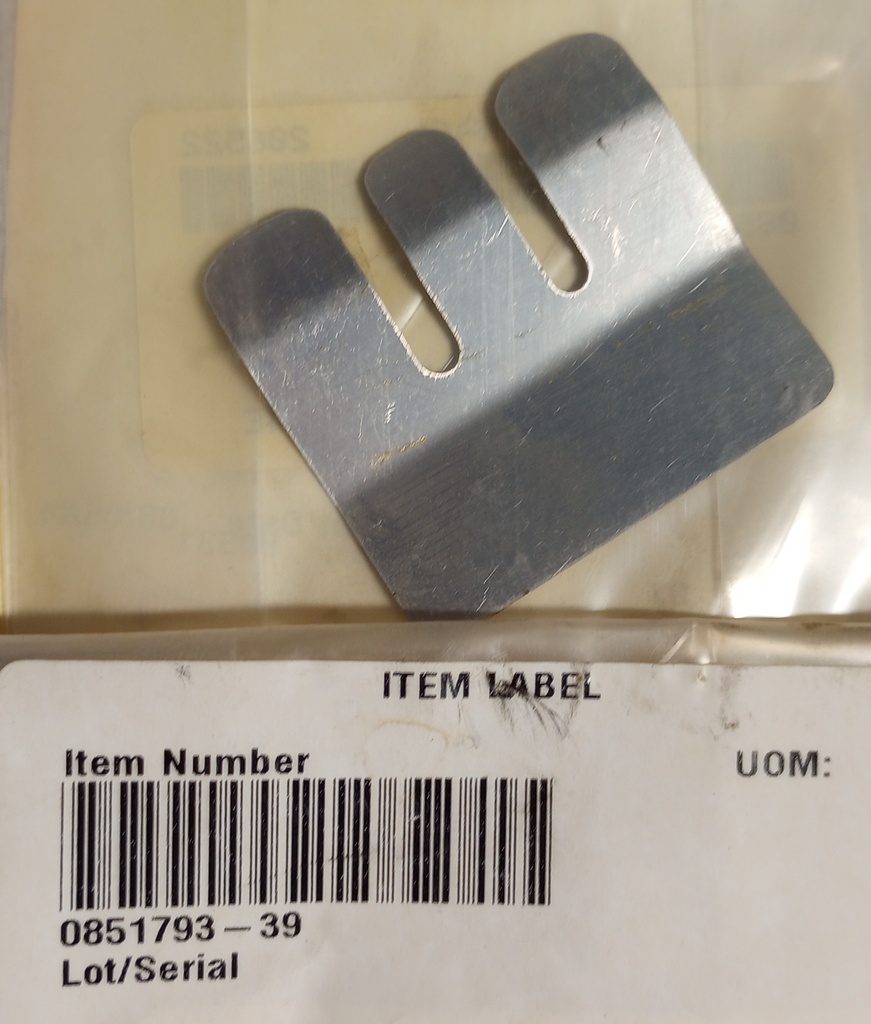 ITEM LABEL
Item Number
UOM:
0851793-39
Lot/Serial